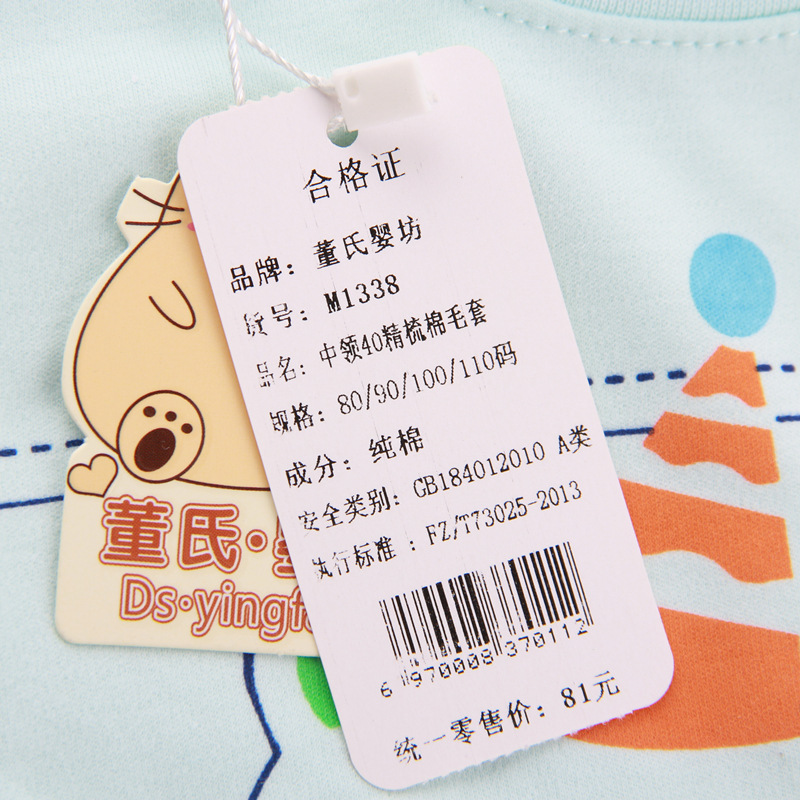 合格证
品牌：董氏婴坊
货号：M1338
品名：中领40精梳棉毛套
规格：80/90/100/110码
成分：纯棉
安全类别：GB184012010 A类
执行标准：FZ/T73025-2013
6 970008 370112
统一零售价：81元
董氏·
Ds·yingf